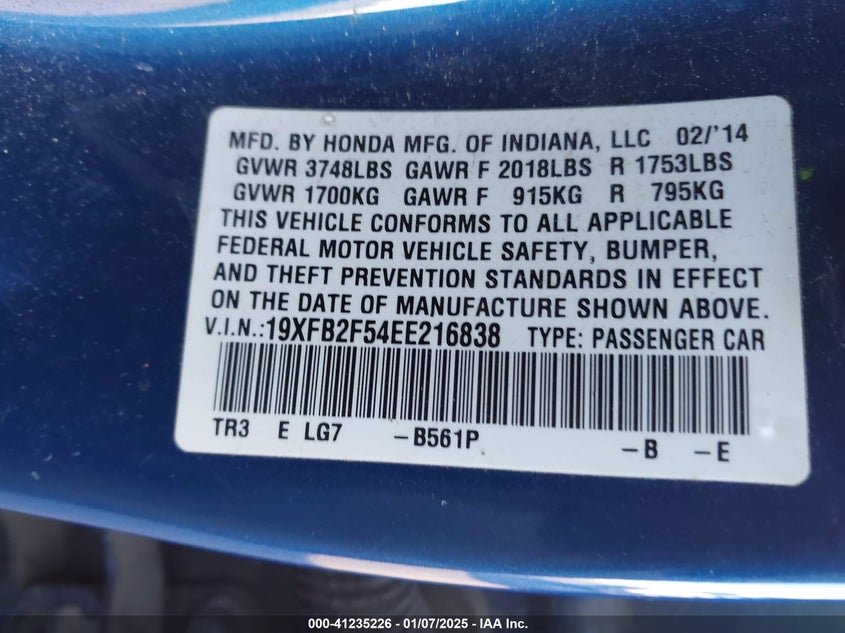 MFD. BY HONDA MFG. OF INDIANA, LLC 02/'14
GVWR 3748LBS GAWR F 2018LBS R 1753LBS
GVWR 1700KG GAWR F 915KG R 795KG
THIS VEHICLE CONFORMS TO ALL APPLICABLE
FEDERAL MOTOR VEHICLE SAFETY, BUMPER,
AND THEFT PREVENTION STANDARDS IN EFFECT
ON THE DATE OF MANUFACTURE SHOWN ABOVE.
V.I.N.:19XFB2F54EE216838 TYPE: PASSENGER CAR
TR3 E LG7 –B561P –B –E
000-41235226 - 01/07/2025 - IAA Inc.